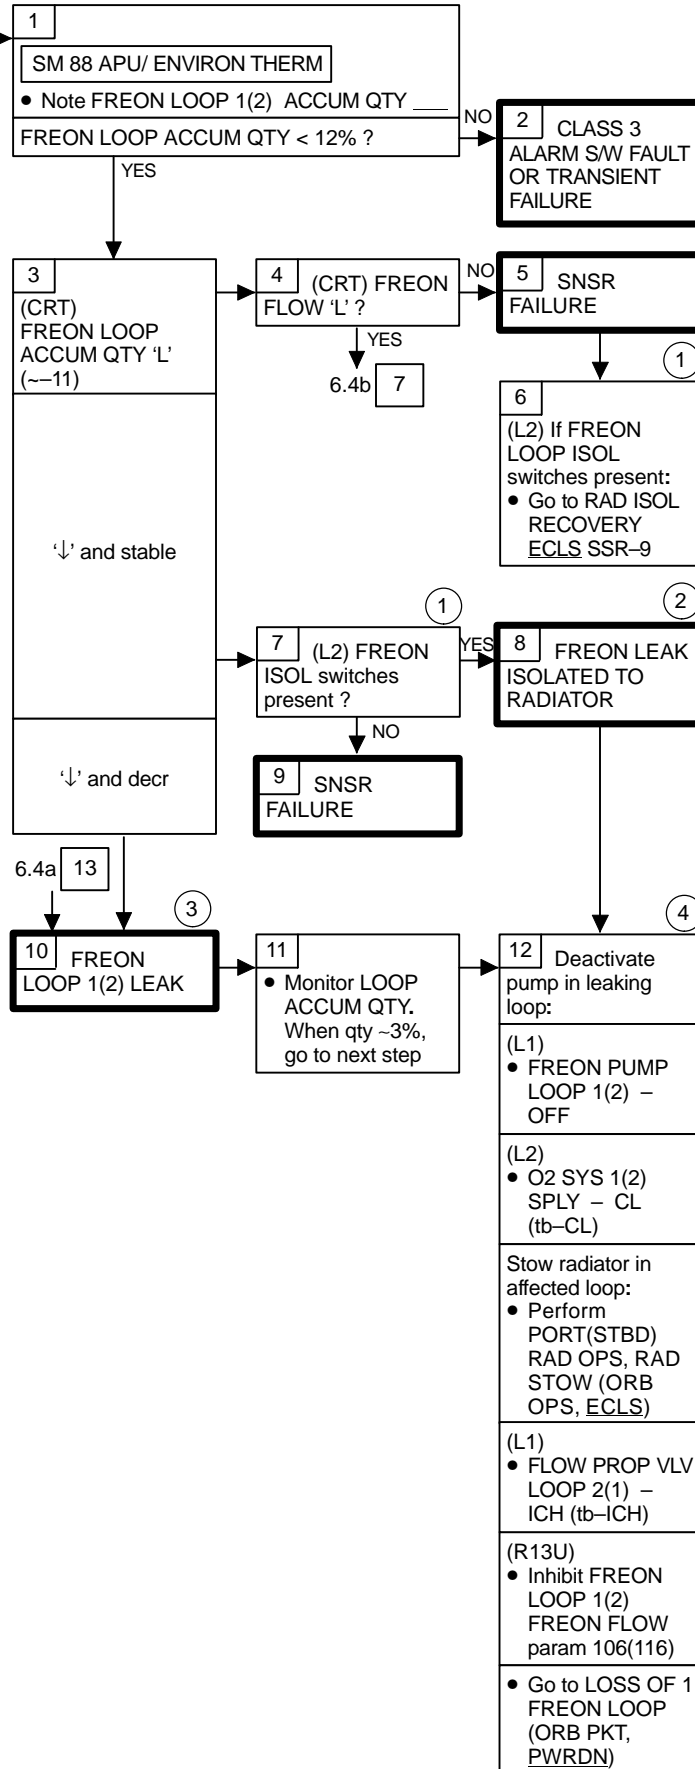 1
SM 88 APU/ ENVIRON THERM
• Note FREON LOOP 1(2) ACCUM QTY ___
FREON LOOP ACCUM QTY < 12% ?
NO
2 CLASS 3
ALARM S/W FAULT
OR TRANSIENT
FAILURE
YES
3
(CRT)
FREON LOOP
ACCUM QTY ‘L’
(~–11)
4 (CRT) FREON
FLOW ‘L’ ?
NO
5 SNSR
FAILURE
YES
6.4b 7
1
6
(L2) If FREON
LOOP ISOL
switches present:
• Go to RAD ISOL
RECOVERY
ECLS SSR–9
‘↓’ and stable
1
7 (L2) FREON
ISOL switches
present ?
YES
2
8 FREON LEAK
ISOLATED TO
RADIATOR
NO
9 SNSR
FAILURE
‘↓’ and decr
6.4a 13
3
10 FREON
LOOP 1(2) LEAK
11
• Monitor LOOP
ACCUM QTY.
When qty ~3%,
go to next step
4
12 Deactivate
pump in leaking
loop:
(L1)
• FREON PUMP
LOOP 1(2) –
OFF
(L2)
• O2 SYS 1(2)
SPLY – CL
(tb–CL)
Stow radiator in
affected loop:
• Perform
PORT(STBD)
RAD OPS, RAD
STOW (ORB
OPS, ECLS)
(L1)
• FLOW PROP VLV
LOOP 2(1) –
ICH (tb–ICH)
(R13U)
• Inhibit FREON
LOOP 1(2)
FREON FLOW
param 106(116)
• Go to LOSS OF 1
FREON LOOP
(ORB PKT,
PWRDN)